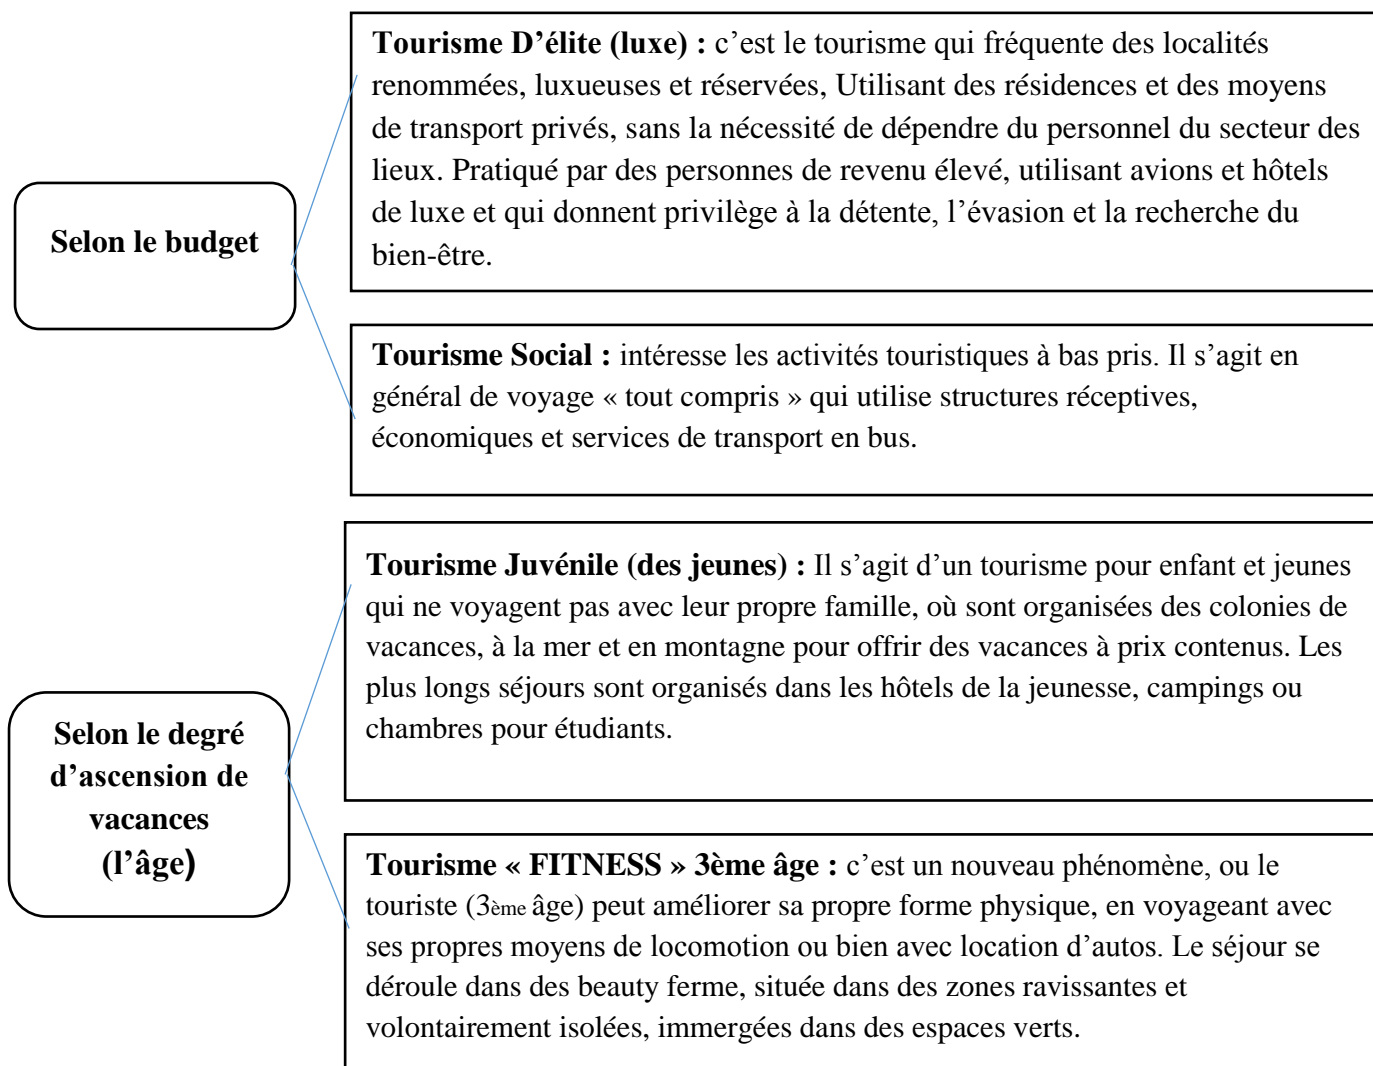 Tourisme D’élite (luxe) : c’est le tourisme qui fréquente des localités
renommées, luxueuses et réservées, Utilisant des résidences et des moyens
de transport privés, sans la nécessité de dépendre du personnel du secteur des
lieux. Pratiqué par des personnes de revenu élevé, utilisant avions et hôtels
de luxe et qui donnent privilège à la détente, l’évasion et la recherche du
bien-être.
Selon le budget
Tourisme Social : intéresse les activités touristiques à bas pris. Il s’agit en
général de voyage « tout compris » qui utilise structures réceptives,
économiques et services de transport en bus.
Tourisme Juvénile (des jeunes) : Il s’agit d’un tourisme pour enfant et jeunes
qui ne voyagent pas avec leur propre famille, où sont organisées des colonies de
vacances, à la mer et en montagne pour offrir des vacances à prix contenus. Les
plus longs séjours sont organisés dans les hôtels de la jeunesse, campings ou
chambres pour étudiants.
Selon le degré
d’ascension de
vacances
(l’âge)
Tourisme « FITNESS » 3ème âge : c’est un nouveau phénomène, ou le
touriste (3ème âge) peut améliorer sa propre forme physique, en voyageant avec
ses propres moyens de locomotion ou bien avec location d’autos. Le séjour se
déroule dans des beauty ferme, située dans des zones ravissantes et
volontairement isolées, immergées dans des espaces verts.